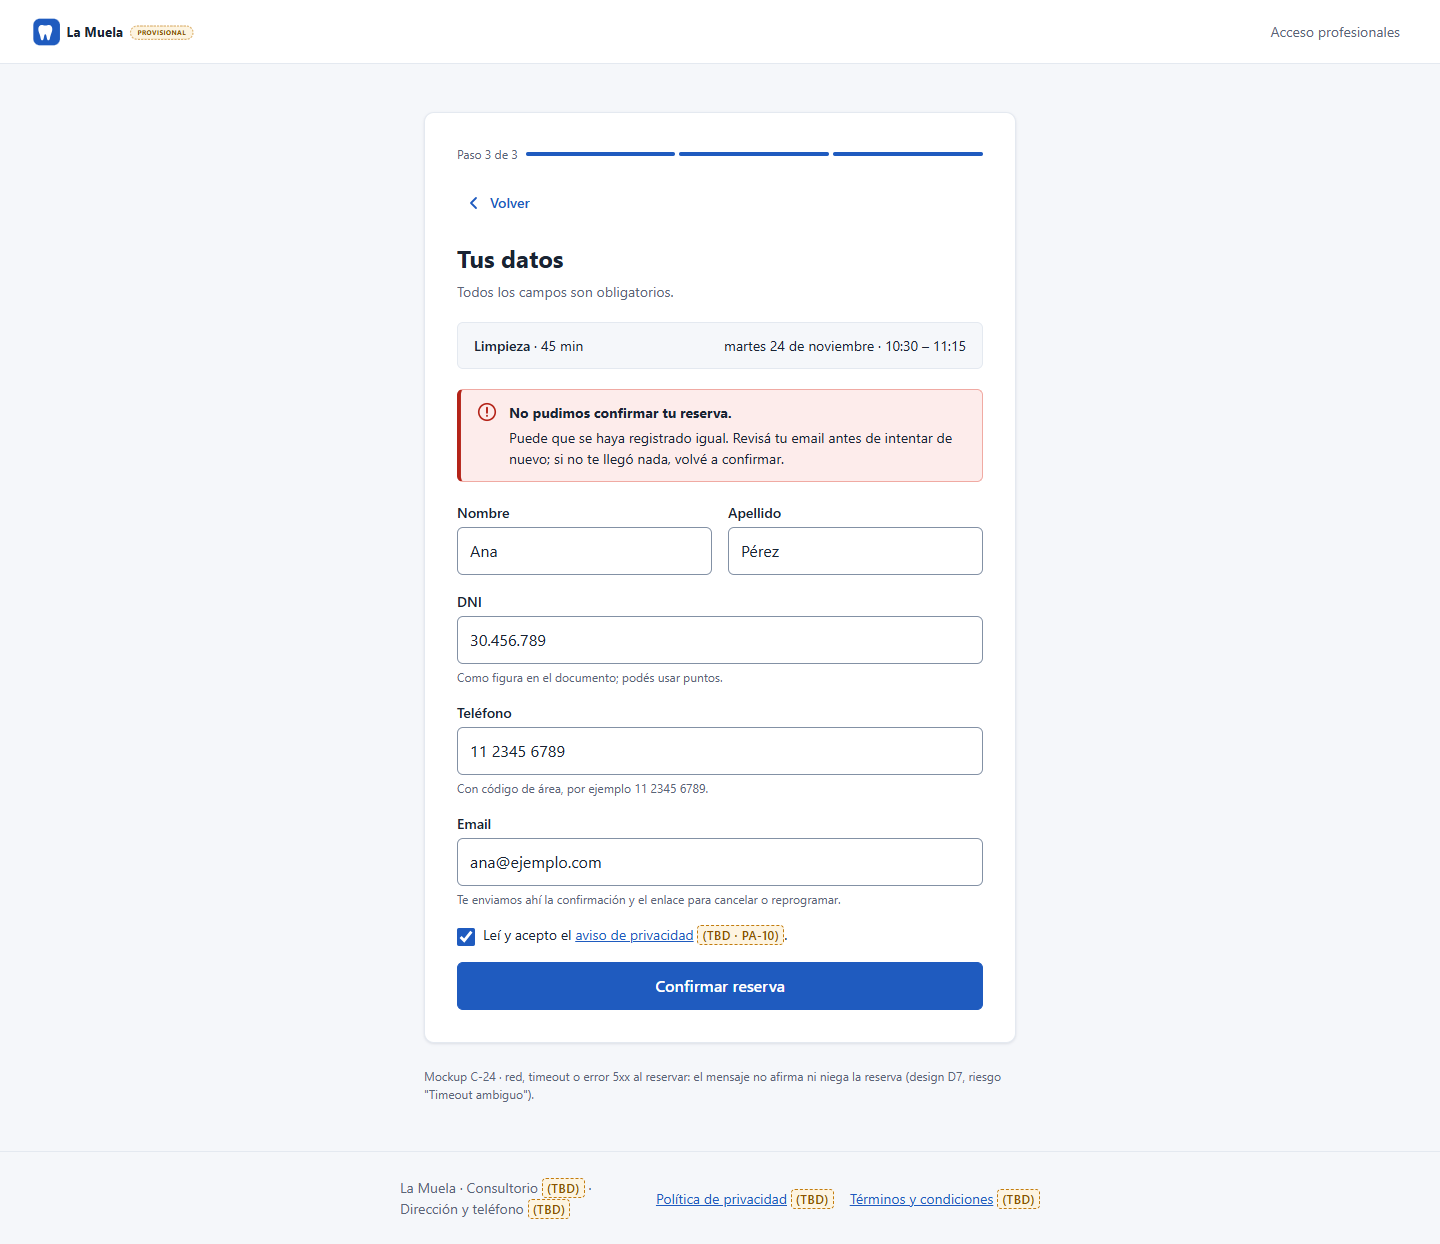 La Muela PROVISIONAL
Acceso profesionales
Paso 3 de 3
Volver
Tus datos
Todos los campos son obligatorios.
Limpieza · 45 min
martes 24 de noviembre · 10:30 – 11:15
No pudimos confirmar tu reserva.
Puede que se haya registrado igual. Revisá tu email antes de intentar de
nuevo; si no te llegó nada, volvé a confirmar.
Nombre
Apellido
Ana
Pérez
DNI
30.456.789
Como figura en el documento; podés usar puntos.
Teléfono
11 2345 6789
Con código de área, por ejemplo 11 2345 6789.
Email
ana@ejemplo.com
Te enviamos ahí la confirmación y el enlace para cancelar o reprogramar.
Leí y acepto el aviso de privacidad (TBD · PA-10).
Confirmar reserva
Mockup C-24 · red, timeout o error 5xx al reservar: el mensaje no afirma ni niega la reserva (design D7, riesgo
"Timeout ambiguo").
La Muela · Consultorio (TBD) ·
Dirección y teléfono (TBD)
Política de privacidad (TBD)
Términos y condiciones (TBD)